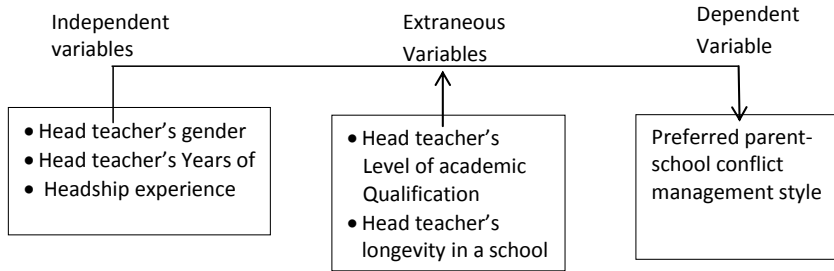 Independent
variables
• Head teacher's gender
• Head teacher's Years of
• Headship experience
Extraneous
Variables
• Head teacher's
Level of academic
Qualification
• Head teacher's
longevity in a school
Dependent
Variable
Preferred parent-
school conflict
management style